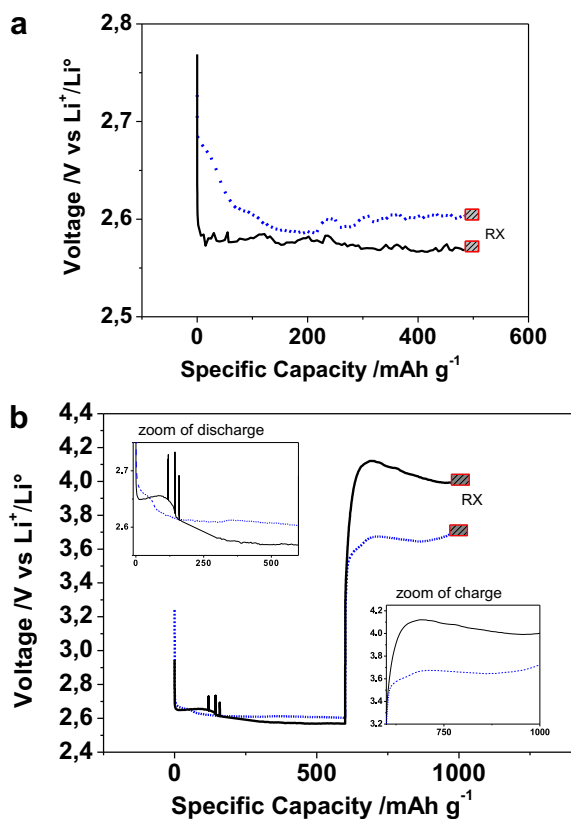 a
2,8
2,7
2,6
2,5
Voltage /V vs Li⁺/Li°
RX
0 200 400 600
Specific Capacity /mAh g⁻¹
b
4,4
4,2
4,0
3,8
3,6
3,4
3,2
3,0
2,8
2,6
2,4
Voltage /V vs Li⁺/Li°
zoom of discharge
2,7
2,6
0 250 500
RX
zoom of charge
4.2
4.0
3.8
3.6
3.4
3.2
750 1000
0 500 1000
Specific Capacity /mAh g⁻¹